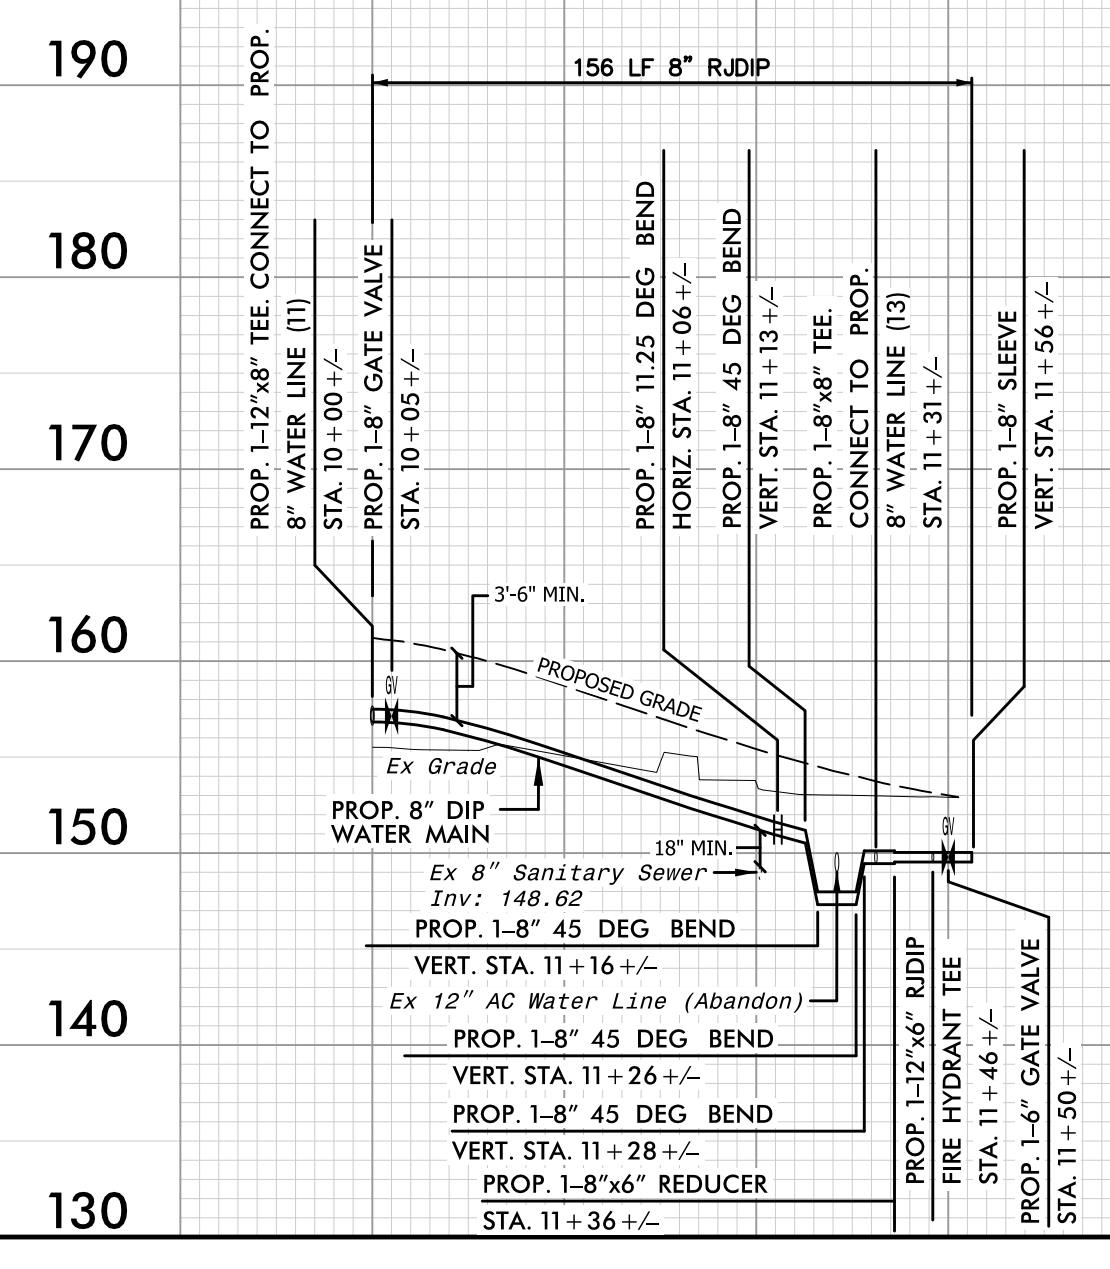 190
180
170
160
150
140
130
156 LF 8" RJDIP
PROP. 1–12"x8" TEE. CONNECT TO PROP.
8" WATER LINE (11)
STA. 10+00+/–
PROP. 1–8" GATE VALVE
STA. 10+05+/–
PROP. 1–8" 11.25 DEG BEND
HORIZ. STA. 11+06+/–
PROP. 1–8" 45 DEG BEND
VERT. STA. 11+13+/–
PROP. 1–8"x8" TEE.
CONNECT TO PROP.
8" WATER LINE (13)
STA. 11+31+/–
PROP. 1–8" SLEEVE
VERT. STA. 11+56+/–
3'-6" MIN.
PROPOSED GRADE
GV
Ex Grade
PROP. 8" DIP
WATER MAIN
18" MIN.
GV
Ex 8" Sanitary Sewer
Inv: 148.62
PROP. 1–8" 45 DEG BEND
VERT. STA. 11+16+/–
Ex 12" AC Water Line (Abandon)
PROP. 1–8" 45 DEG BEND
VERT. STA. 11+26+/–
PROP. 1–8" 45 DEG BEND
VERT. STA. 11+28+/–
PROP. 1–8"x6" REDUCER
STA. 11+36+/–
PROP. 1–12"x6" RJDIP
FIRE HYDRANT TEE
STA. 11+46+/–
PROP. 1–6" GATE VALVE
STA. 11+50+/–